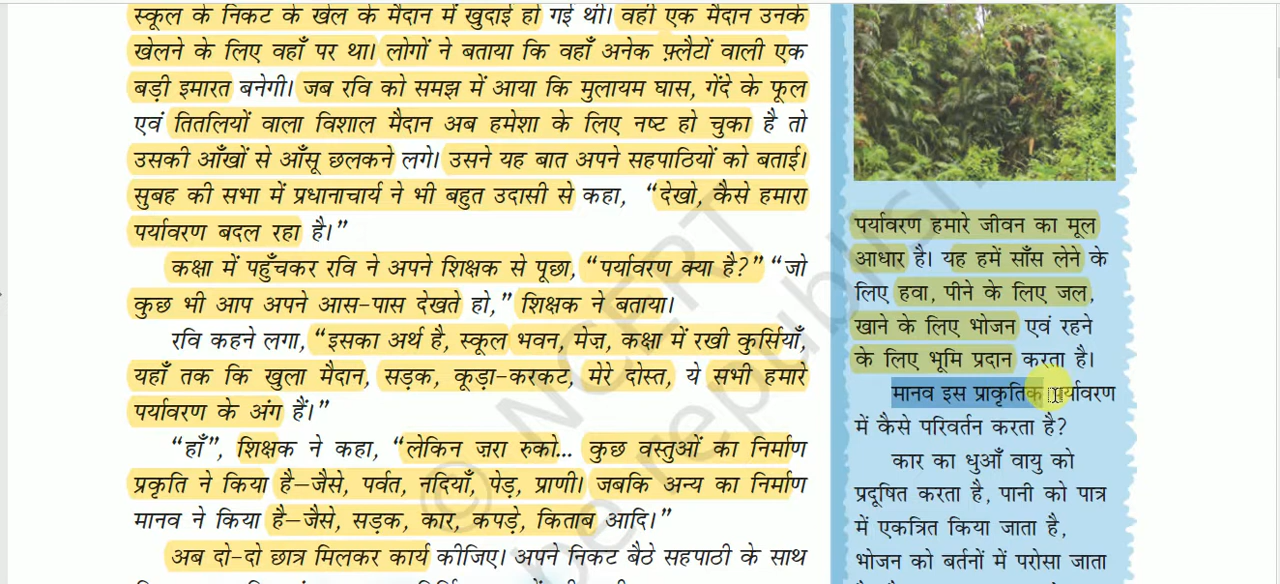 स्कूल के निकट के खेल के मैदान में खुदाई हो गई थी। वही एक मैदान उनके
खेलने के लिए वहाँ पर था। लोगों ने बताया कि वहाँ अनेक फ़्लैटों वाली एक
बड़ी इमारत बनेगी। जब रवि को समझ में आया कि मुलायम घास, गेंदे के फूल
एवं तितलियों वाला विशाल मैदान अब हमेशा के लिए नष्ट हो चुका है तो
उसकी आँखों से आँसू छलकने लगे। उसने यह बात अपने सहपाठियों को बताई।
सुबह की सभा में प्रधानाचार्य ने भी बहुत उदासी से कहा, “देखो, कैसे हमारा
पर्यावरण बदल रहा है।”
कक्षा में पहुँचकर रवि ने अपने शिक्षक से पूछा, “पर्यावरण क्या है?” “जो
कुछ भी आप अपने आस-पास देखते हो,” शिक्षक ने बताया।
रवि कहने लगा, “इसका अर्थ है, स्कूल भवन, मेज, कक्षा में रखी कुर्सियाँ,
यहाँ तक कि खुला मैदान, सड़क, कूड़ा-करकट, मेरे दोस्त, ये सभी हमारे
पर्यावरण के अंग हैं।”
“हाँ”, शिक्षक ने कहा, “लेकिन जरा रुको... कुछ वस्तुओं का निर्माण
प्रकृति ने किया है–जैसे, पर्वत, नदियाँ, पेड़, प्राणी। जबकि अन्य का निर्माण
मानव ने किया है–जैसे, सड़क, कार, कपड़े, किताब आदि।”
अब दो-दो छात्र मिलकर कार्य कीजिए। अपने निकट बैठे सहपाठी के साथ
पर्यावरण हमारे जीवन का मूल
आधार है। यह हमें साँस लेने के
लिए हवा, पीने के लिए जल,
खाने के लिए भोजन एवं रहने
के लिए भूमि प्रदान करता है।
मानव इस प्राकृतिक पर्यावरण
में कैसे परिवर्तन करता है?
कार का धुआँ वायु को
प्रदूषित करता है, पानी को पात्र
में एकत्रित किया जाता है,
भोजन को बर्तनों में परोसा जाता
© NCERT
be republish